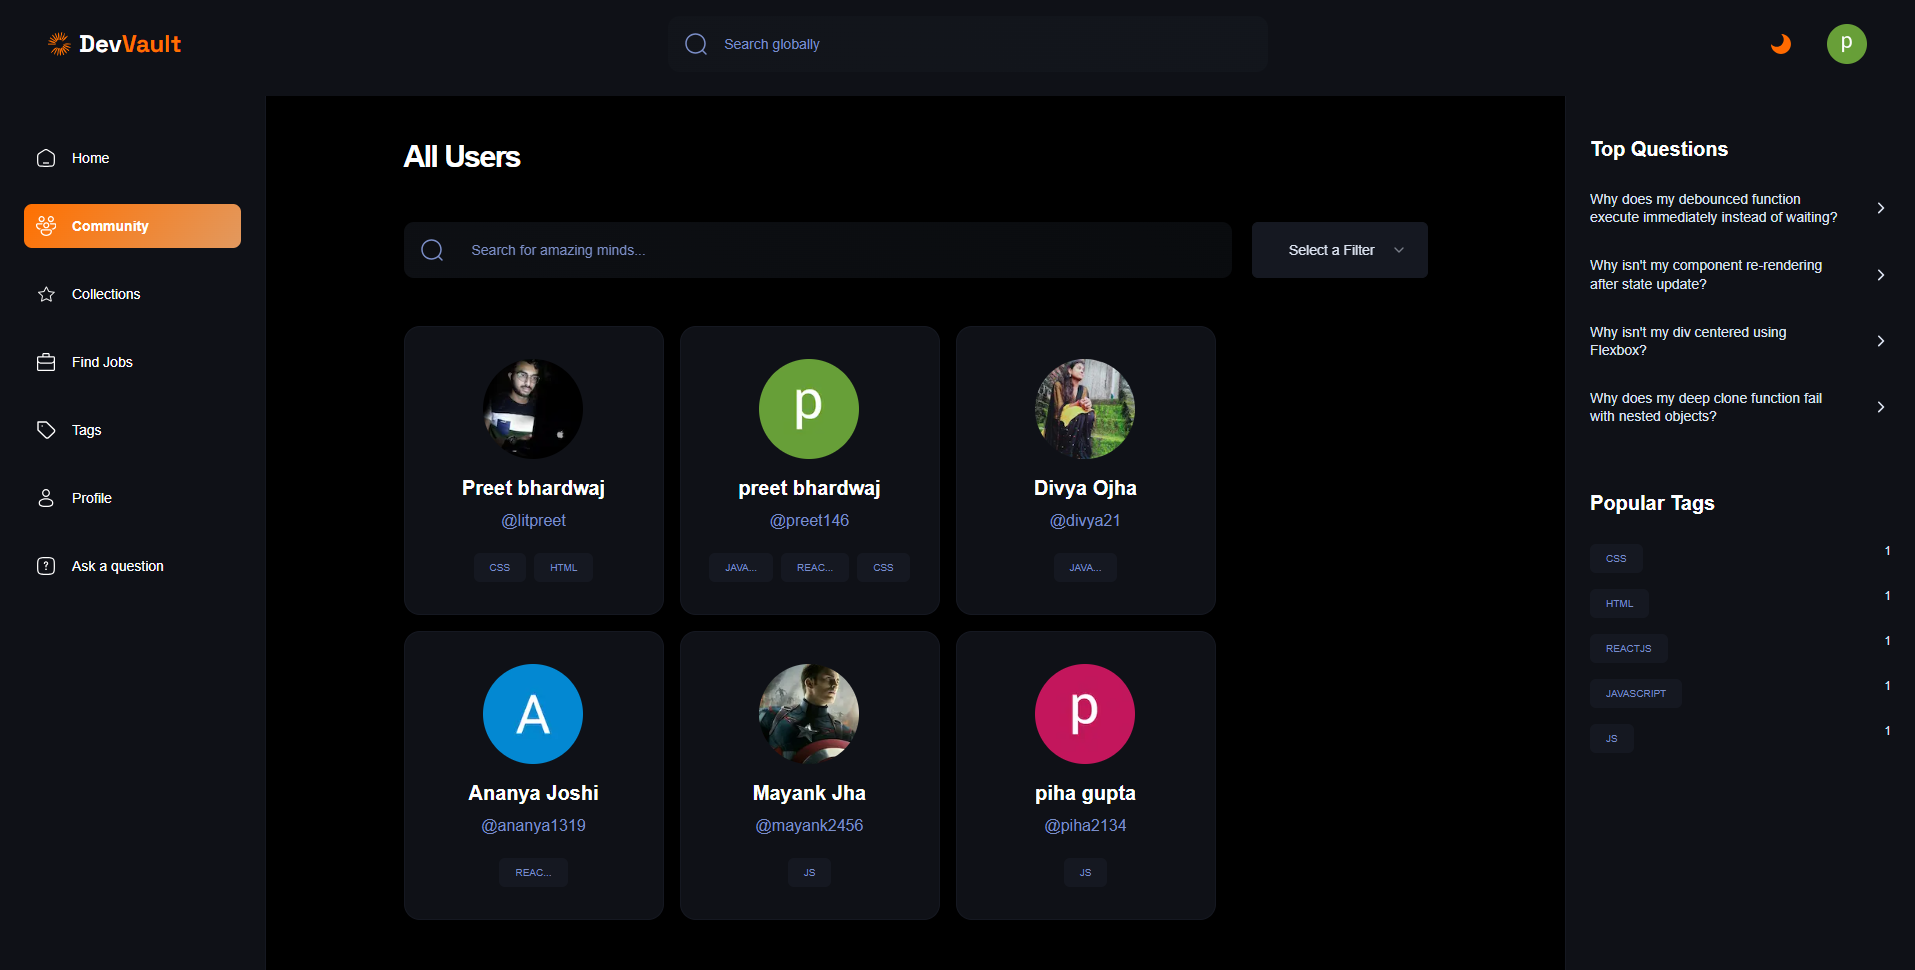 DevVault
Search globally
p
Home
Community
Collections
Find Jobs
Tags
Profile
Ask a question
All Users
Search for amazing minds...
Select a Filter
p
Preet bhardwaj
preet bhardwaj
Divya Ojha
@litpreet
@preet146
@divya21
CSS HTML
JAVA... REAC... CSS
JAVA...
A
p
Ananya Joshi
Mayank Jha
piha gupta
@ananya1319
@mayank2456
@piha2134
REAC...
JS
JS
Top Questions
Why does my debounced function
execute immediately instead of waiting?
Why isn't my component re-rendering
after state update?
Why isn't my div centered using
Flexbox?
Why does my deep clone function fail
with nested objects?
Popular Tags
CSS 1
HTML 1
REACTJS 1
JAVASCRIPT 1
JS 1